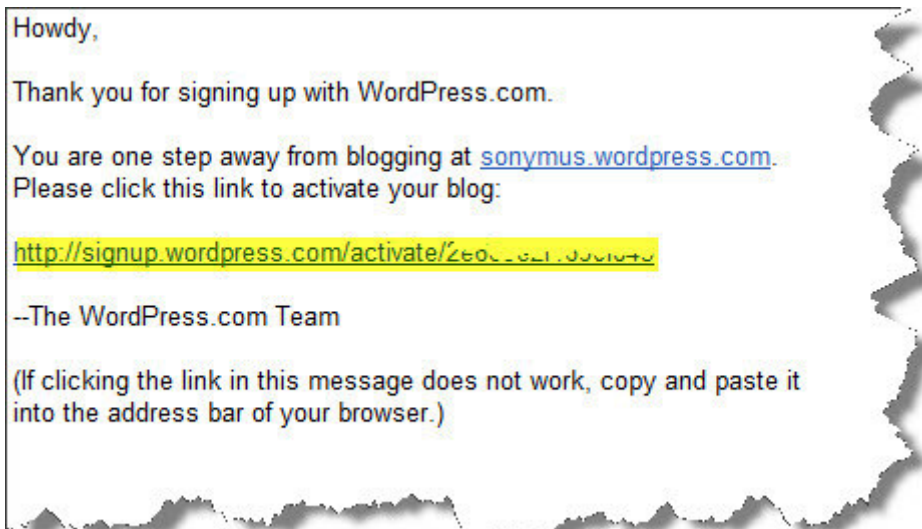 Howdy,
Thank you for signing up with WordPress.com.
You are one step away from blogging at sonymus.wordpress.com.
Please click this link to activate your blog:
http://signup.wordpress.com/activate/
--The WordPress.com Team
(If clicking the link in this message does not work, copy and paste it
into the address bar of your browser.)